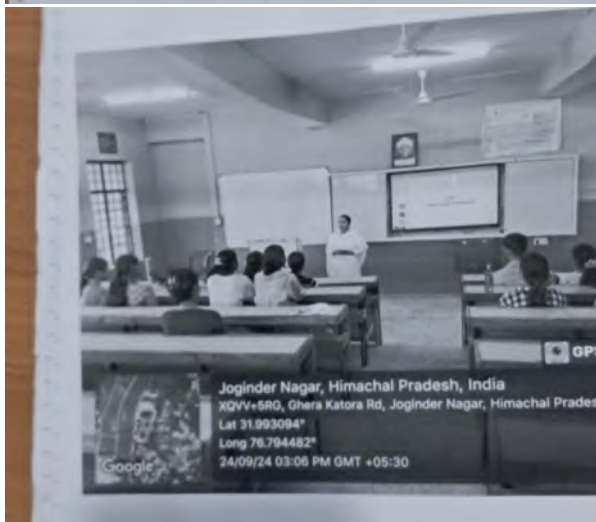 GPS
Joginder Nagar, Himachal Pradesh, India
XQVV+5RG, Ghera Katora Rd, Joginder Nagar, Himachal Prades
Lat 31.993094°
Long 76.794482°
24/09/24 03:06 PM GMT +05:30
Google